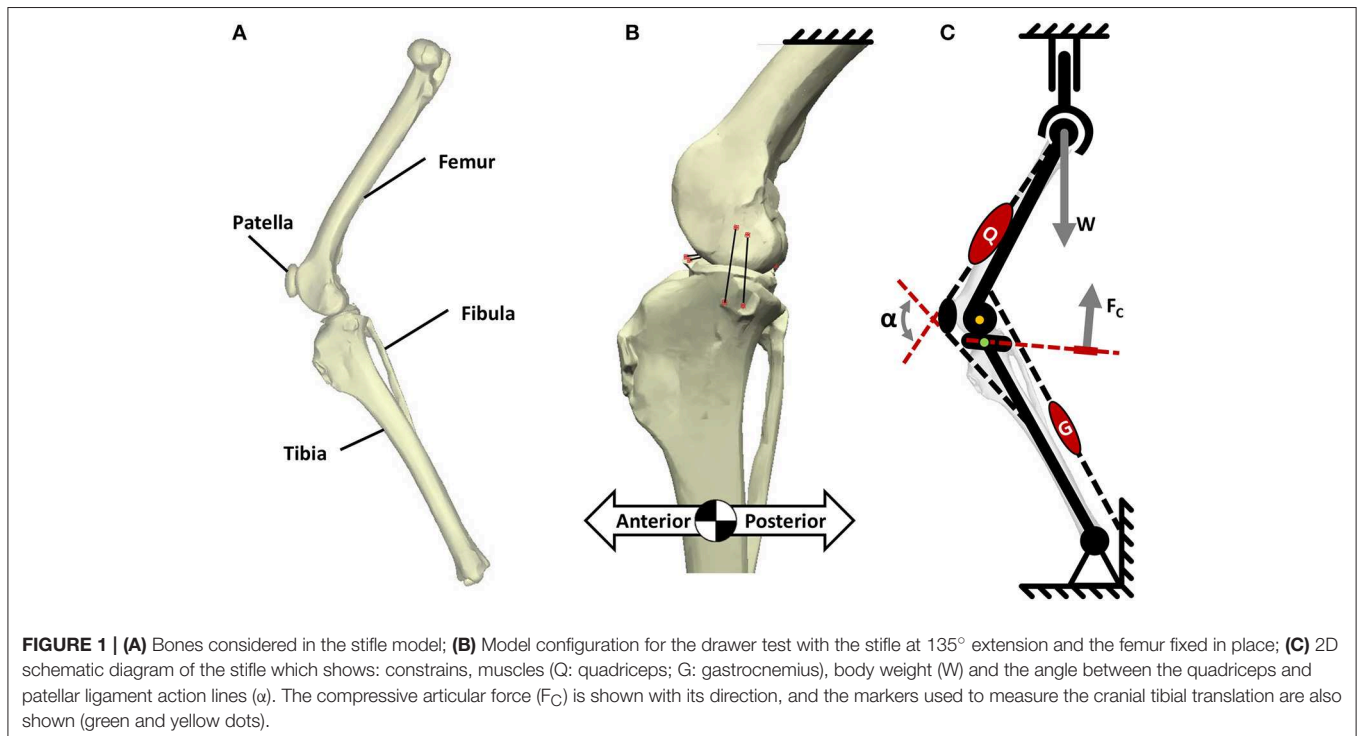 A
B
C
Femur
Patella
Fibula
Tibia
Anterior
Posterior
Q
W
α
F_C
G
FIGURE 1 | (A) Bones considered in the stifle model; (B) Model configuration for the drawer test with the stifle at 135° extension and the femur fixed in place; (C) 2D
schematic diagram of the stifle which shows: constrains, muscles (Q: quadriceps; G: gastrocnemius), body weight (W) and the angle between the quadriceps and
patellar ligament action lines (α). The compressive articular force (F_C) is shown with its direction, and the markers used to measure the cranial tibial translation are also
shown (green and yellow dots).